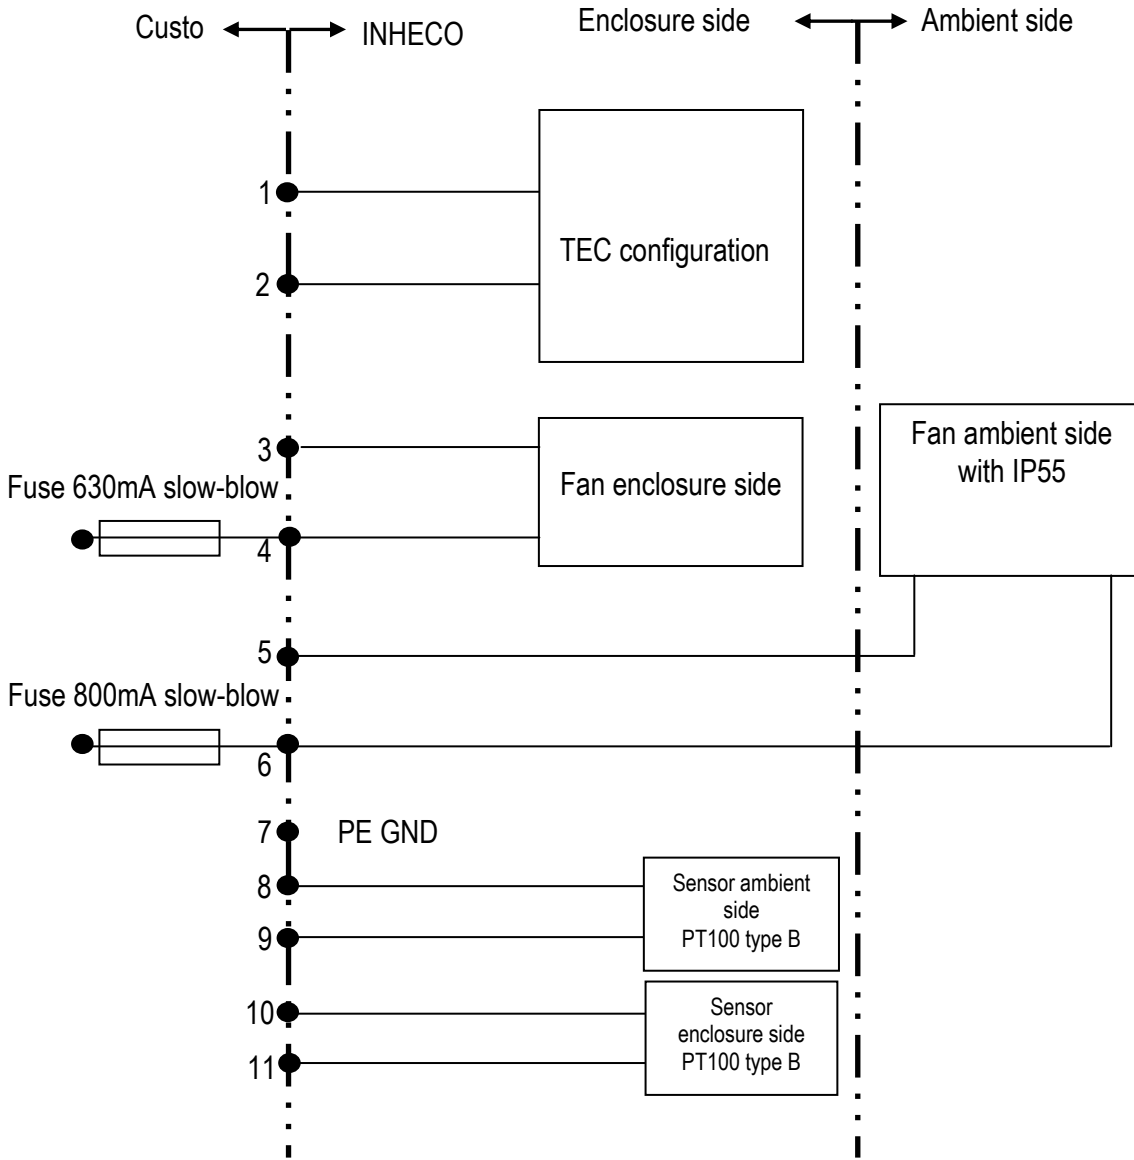 Custo
INHECO
Enclosure side
Ambient side
1
TEC configuration
2
3
Fan enclosure side
Fan ambient side
with IP55
Fuse 630mA slow-blow
4
5
Fuse 800mA slow-blow
6
7
PE GND
8
Sensor ambient
side
PT100 type B
9
10
Sensor
enclosure side
PT100 type B
11